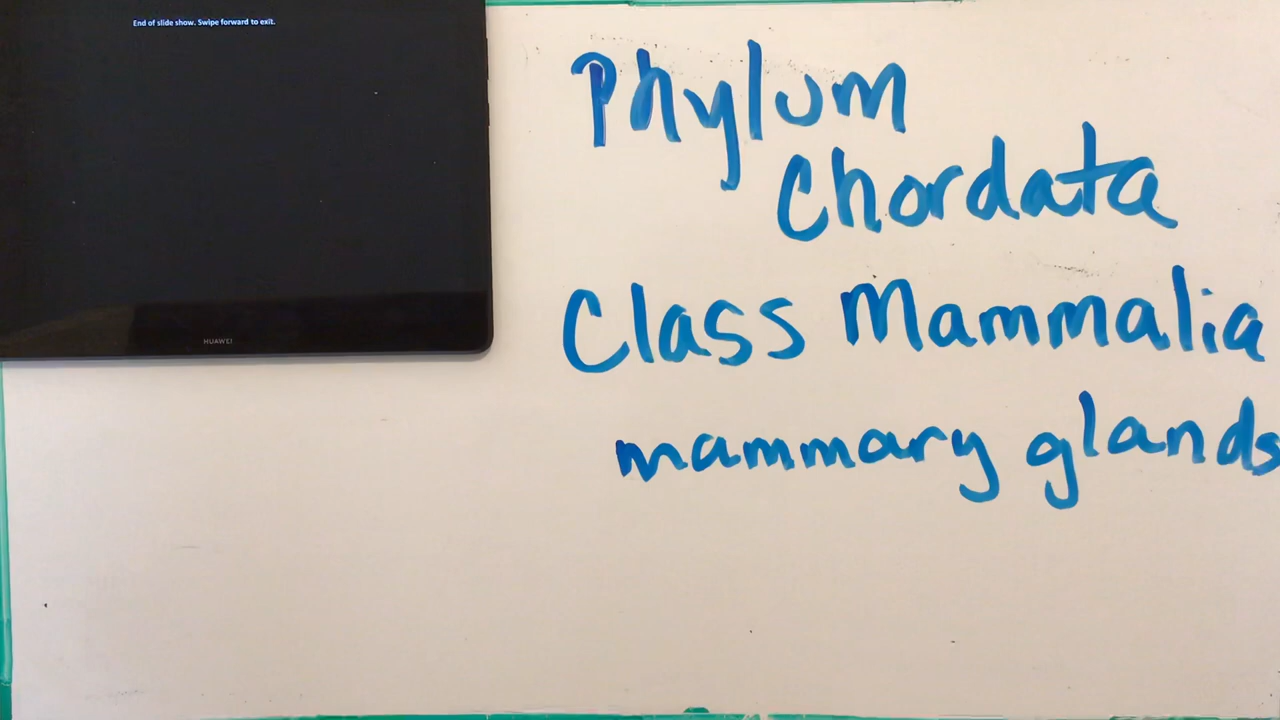 End of slide show. Swipe forward to exit.
HUAWEI
Phylum
Chordata
Class Mammalia
mammary glands